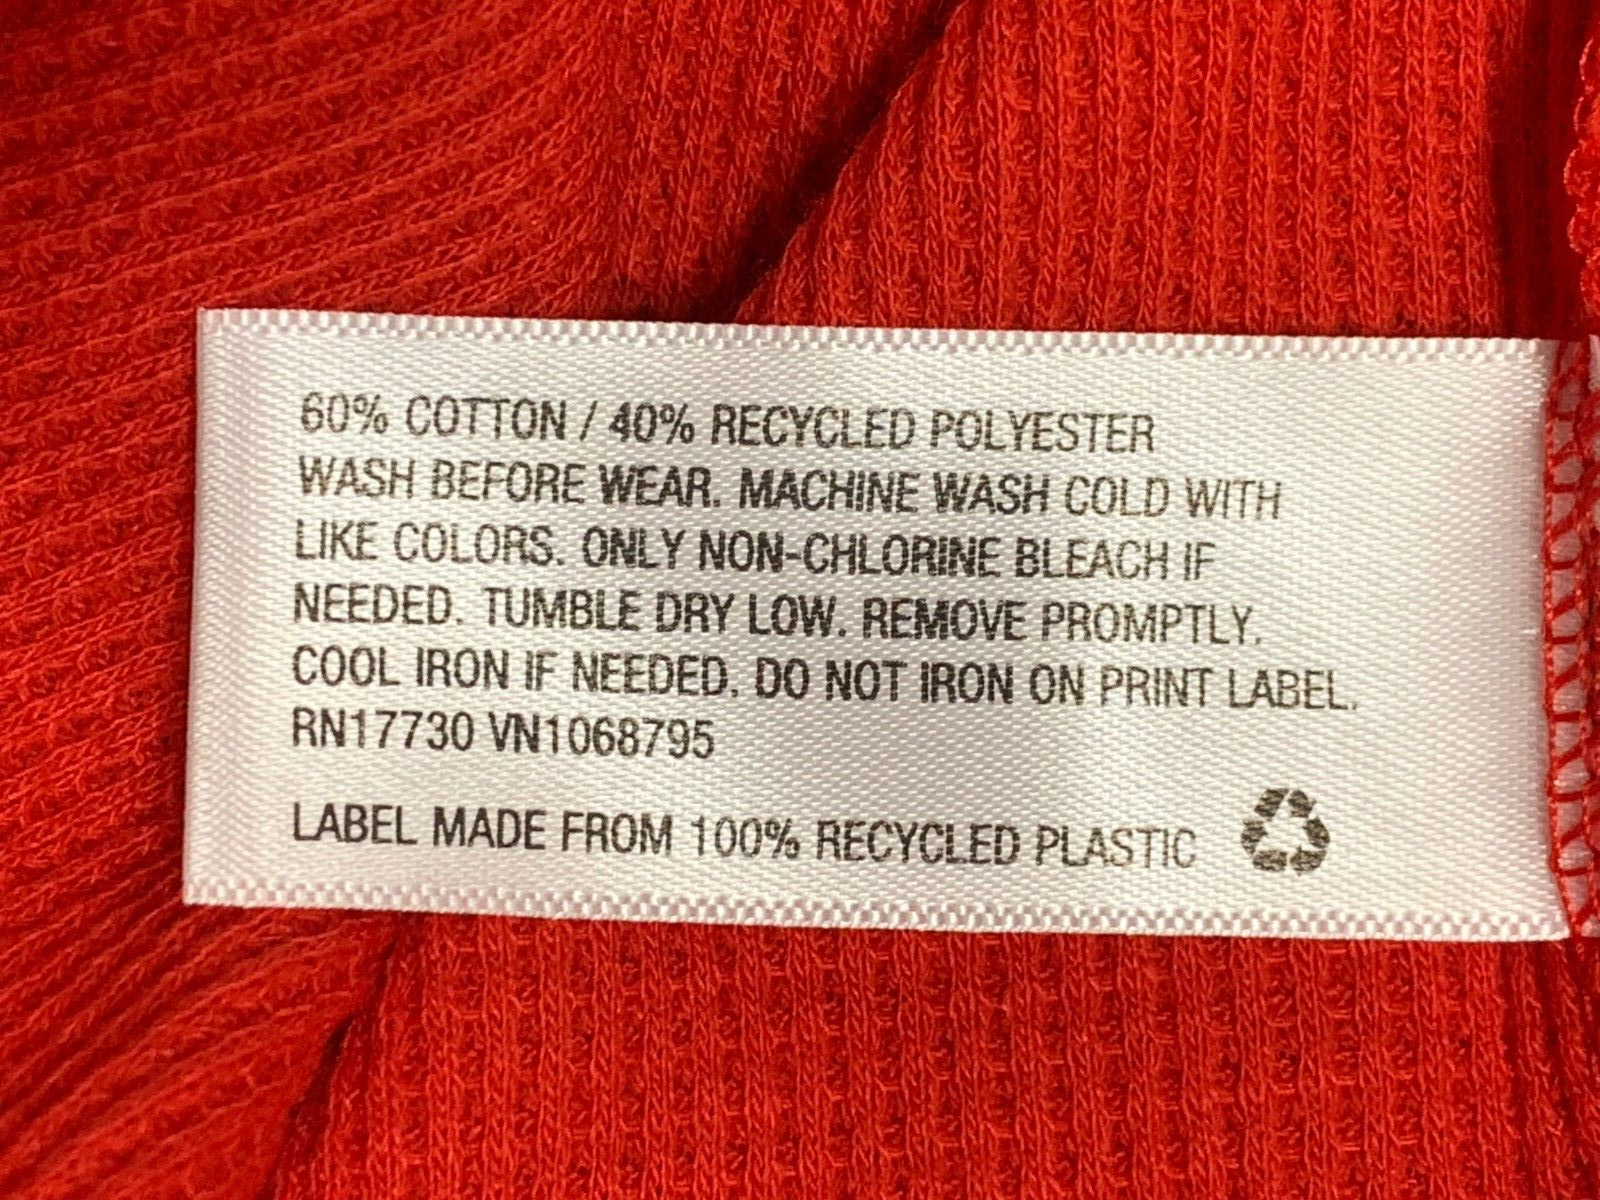 60% COTTON / 40% RECYCLED POLYESTER
WASH BEFORE WEAR. MACHINE WASH COLD WITH
LIKE COLORS. ONLY NON-CHLORINE BLEACH IF
NEEDED. TUMBLE DRY LOW. REMOVE PROMPTLY.
COOL IRON IF NEEDED. DO NOT IRON ON PRINT LABEL.
RN17730 VN1068795
LABEL MADE FROM 100% RECYCLED PLASTIC